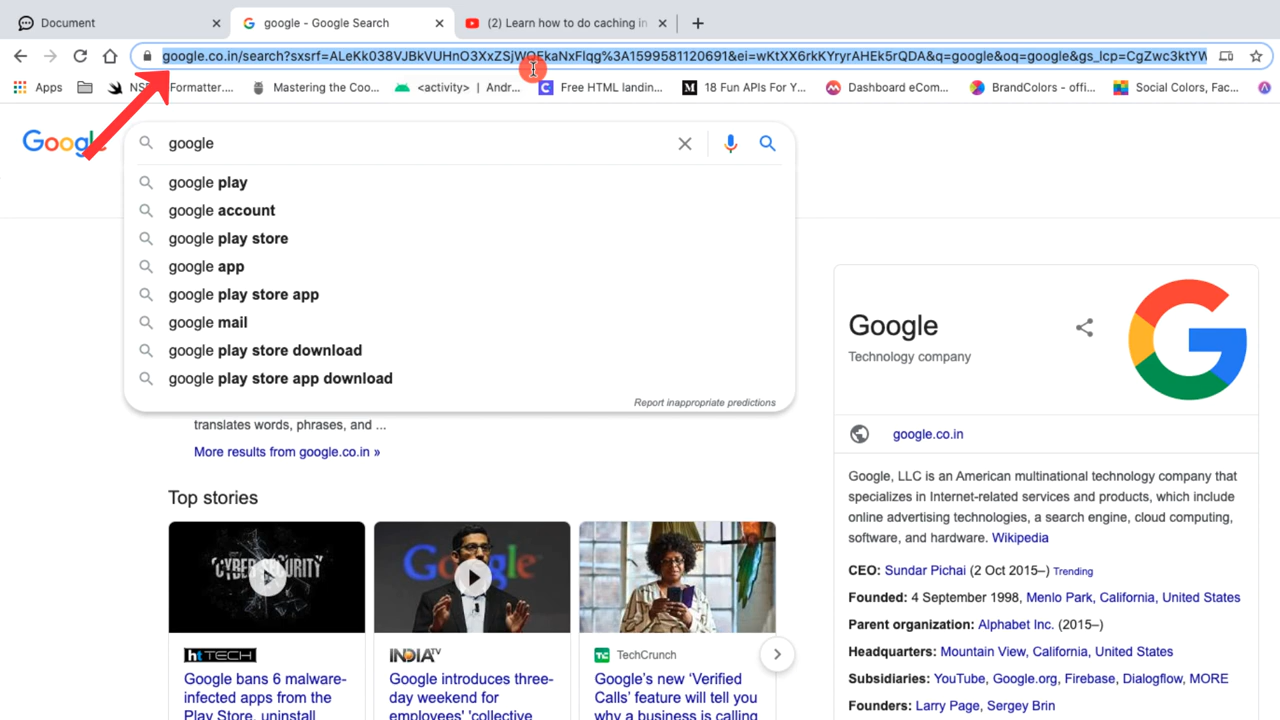 Document
google - Google Search
(2) Learn how to do caching in
google.co.in/search?sxsrf=ALeKk038VJBkVUHnO3XxZSjWOEkaNxFlqg%3A1599581120691&ei=wKtXX6rkKYryrAHEk5rQDA&q=google&oq=google&gs_lcp=CgZwc3ktYW
Apps
Formatter....
Mastering the Coo...
<activity> | Andr...
Free HTML landin...
18 Fun APIs For Y...
Dashboard eCom...
BrandColors - offi...
Social Colors, Fac...
Google
google
google play
google account
google play store
google app
google play store app
google mail
google play store download
google play store app download
Report inappropriate predictions
translates words, phrases, and ...
More results from google.co.in »
Top stories
CYBER SECURITY
Google
ht TECH
INDIA TV
TechCrunch
Google bans 6 malware-
infected apps from the
Play Store, uninstall
Google introduces three-
day weekend for
employees' 'collective
Google's new 'Verified
Calls' feature will tell you
why a business is calling
Google
Technology company
google.co.in
Google, LLC is an American multinational technology company that
specializes in Internet-related services and products, which include
online advertising technologies, a search engine, cloud computing,
software, and hardware. Wikipedia
CEO: Sundar Pichai (2 Oct 2015–) Trending
Founded: 4 September 1998, Menlo Park, California, United States
Parent organization: Alphabet Inc. (2015–)
Headquarters: Mountain View, California, United States
Subsidiaries: YouTube, Google.org, Firebase, Dialogflow, MORE
Founders: Larry Page, Sergey Brin